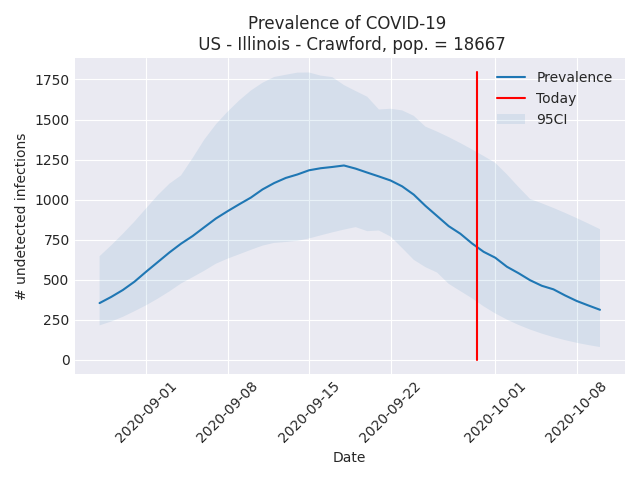 Prevalence of COVID-19
US - Illinois - Crawford, pop. = 18667
Prevalence
Today
95CI
# undetected infections
1750
1500
1250
1000
750
500
250
0
2020-09-01
2020-09-08
2020-09-15
2020-09-22
2020-10-01
2020-10-08
Date